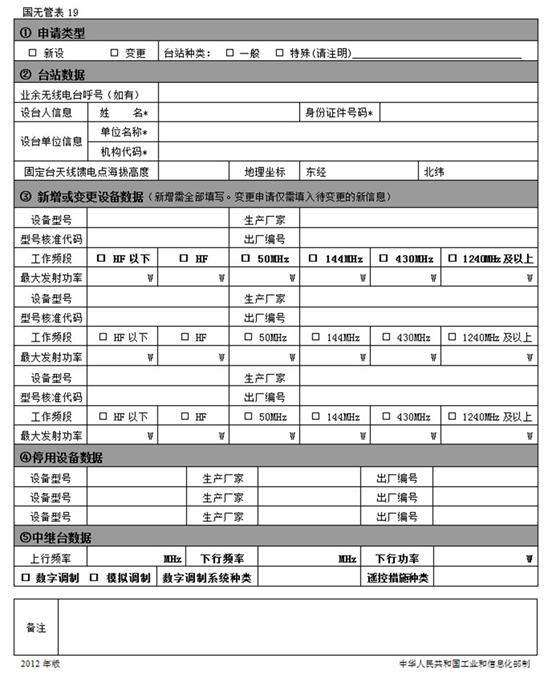 国无管表 19
① 申请类型
□ 新设 □ 变更 台站种类： □ 一般 □ 特殊(请注明)
② 台站数据
业余无线电台呼号（如有）
设台人信息 姓 名* 身份证件号码*
设台单位信息 单位名称*
机构代码*
固定台天线馈电点海拔高度 地理坐标 东经 北纬
③ 新增或变更设备数据（新增需全部填写。变更申请仅需填入待变更的新信息）
设备型号 生产厂家
型号核准代码 出厂编号
工作频段 □ HF 以下 □ HF □ 50MHz □ 144MHz □ 430MHz □ 1240MHz 及以上
最大发射功率 W W W W W W
设备型号 生产厂家
型号核准代码 出厂编号
工作频段 □ HF 以下 □ HF □ 50MHz □ 144MHz □ 430MHz □ 1240MHz 及以上
最大发射功率 W W W W W W
设备型号 生产厂家
型号核准代码 出厂编号
工作频段 □ HF 以下 □ HF □ 50MHz □ 144MHz □ 430MHz □ 1240MHz 及以上
最大发射功率 W W W W W W
④停用设备数据
设备型号 生产厂家 出厂编号
设备型号 生产厂家 出厂编号
设备型号 生产厂家 出厂编号
⑤中继台数据
上行频率 MHz 下行频率 MHz 下行功率 W
□ 数字调制 □ 模拟调制 数字调制系统种类 遥控措施种类
备注
2012 年版 中华人民共和国工业和信息化部制